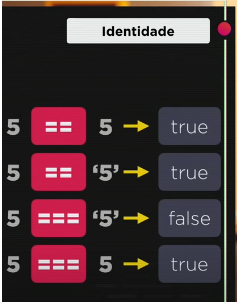 Identidade
5 == 5 → true
5 == ‘5’ → true
5 === ‘5’ → false
5 === 5 → true